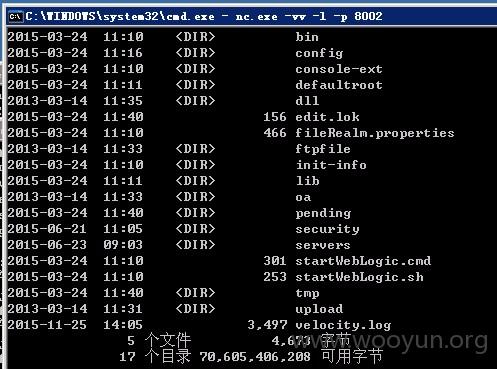 C:\WINDOWS\system32\cmd.exe - nc.exe -vv -l -p 8002
2015-03-24 11:10 <DIR> bin
2015-03-24 11:16 <DIR> config
2015-03-24 11:10 <DIR> console-ext
2015-03-24 11:11 <DIR> defaultroot
2013-03-14 11:35 <DIR> dll
2015-03-24 11:40 156 edit.lok
2015-03-24 11:10 466 fileRealm.properties
2013-03-14 11:33 <DIR> ftpfile
2015-03-24 11:10 <DIR> init-info
2015-03-24 11:11 <DIR> lib
2013-03-14 11:33 <DIR> oa
2015-03-24 11:40 <DIR> pending
2015-06-21 11:05 <DIR> security
2015-06-23 09:03 <DIR> servers
2015-03-24 11:10 301 startWebLogic.cmd
2015-03-24 11:10 253 startWebLogic.sh
2015-03-24 11:40 <DIR> tmp
2013-03-14 11:31 <DIR> upload
2015-11-25 14:05 3,497 velocity.log
5 个文件 4,673 字节
17 个目录 70,605,406,208 可用字节
www.wooyun.org